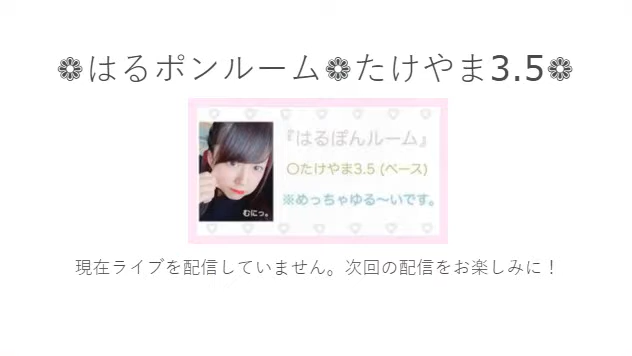 ❁はるポンルーム❁たけやま3.5❁
『はるぽんルーム』
〇たけやま3.5 (ベース)
※めっちゃゆる〜いです。
むにっ。
現在ライブを配信していません。次回の配信をお楽しみに！